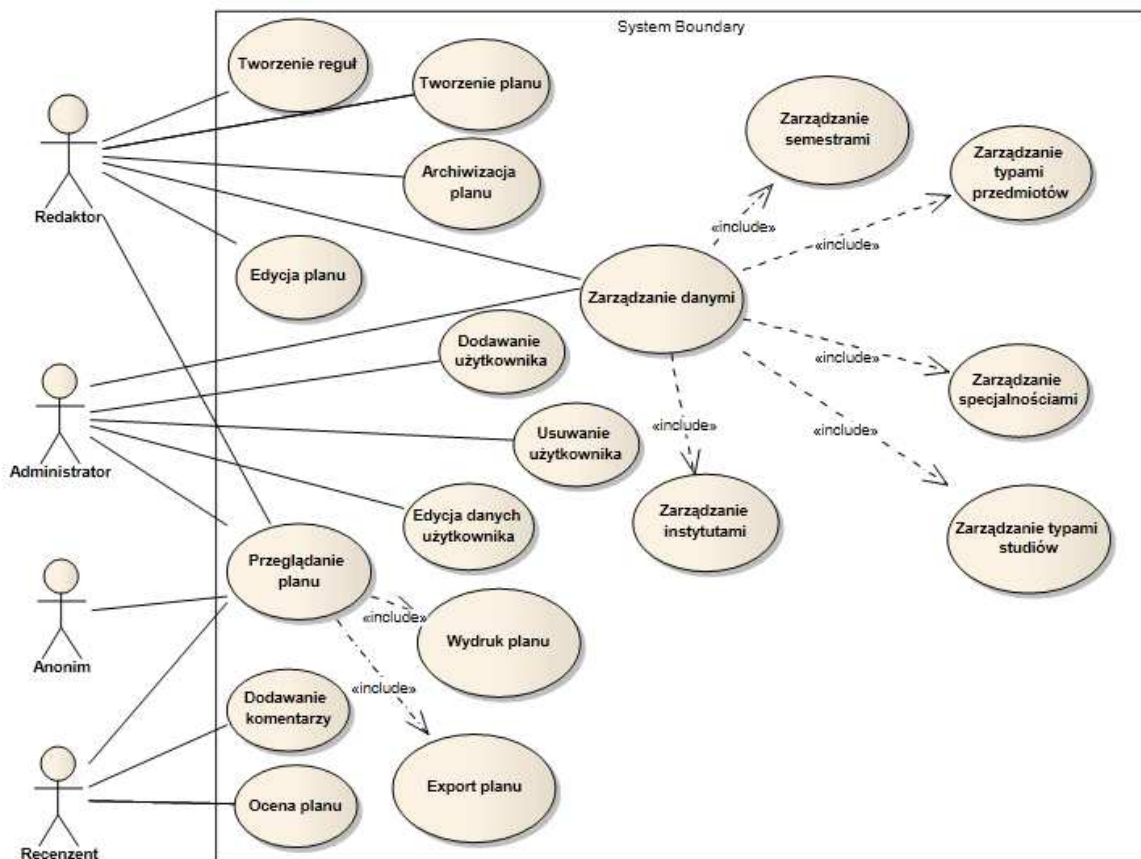 System Boundary
Tworzenie reguł
Tworzenie planu
Zarządzanie
semestrami
Zarządzanie
typami
przedmiotów
Archiwizacja
planu
Redaktor
«include»
«include»
Edycja planu
Zarządzanie danymi
Dodawanie
użytkownika
«include»
Zarządzanie
specjalnościami
Administrator
Usuwanie
użytkownika
«include»
«include»
Edycja danych
użytkownika
Zarządzanie
instytutami
Zarządzanie typami
studiów
Przeglądanie
planu
«include»
Wydruk planu
Anonim
«include»
Dodawanie
komentarzy
Export planu
Ocena planu
Recenzent